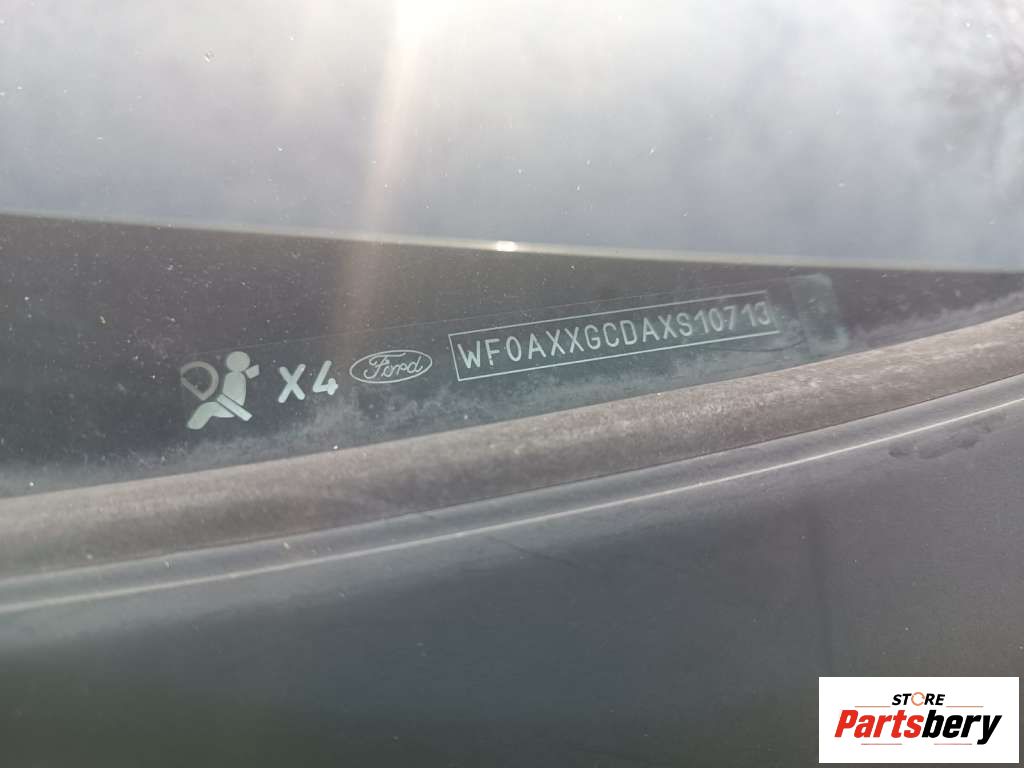 X4 Ford WF0AXXGCDAXS10713
STORE
Partsbery